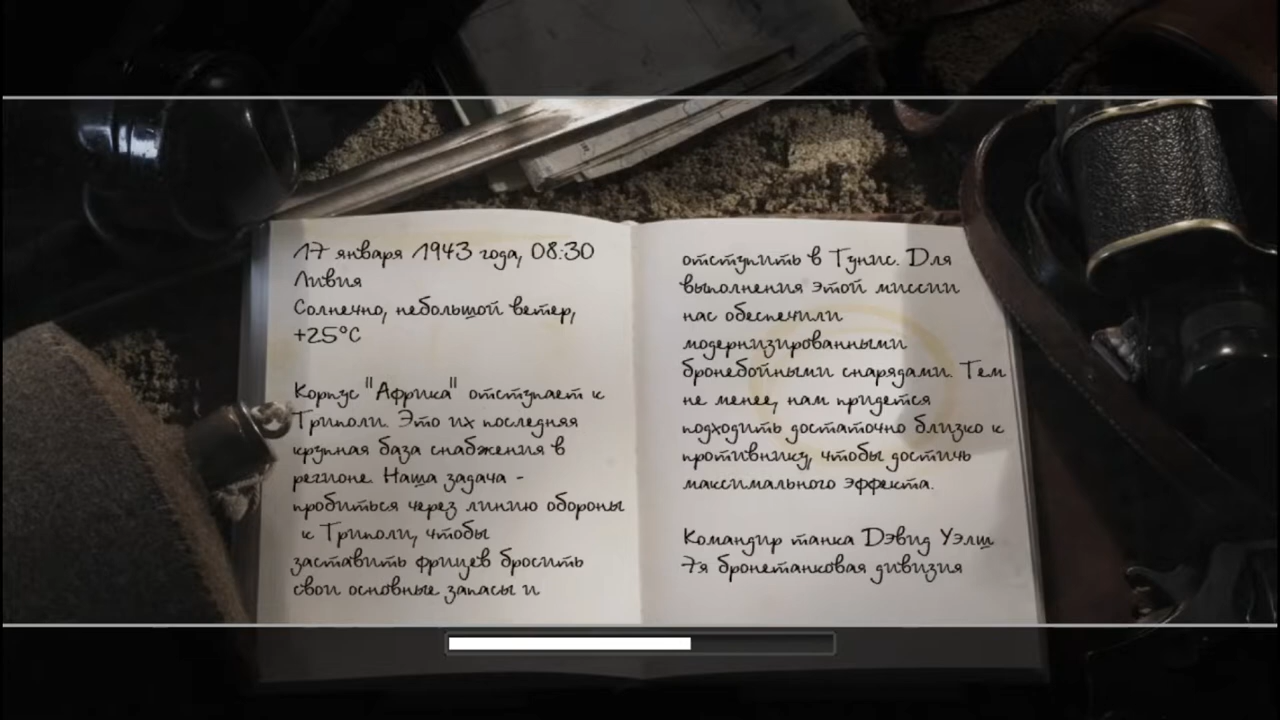 17 января 1943 года, 08:30
Ливия
Солнечно, небольшой ветер,
+25°C
Корпус "Африка" отступает к
Триполи. Это их последняя
крупная база снабжения в
регионе. Наша задача -
пробиться через линию обороны
к Триполи, чтобы
заставить фрицев бросить
свои основные запасы и
отступить в Тунис. Для
выполнения этой миссии
нас обеспечили
модернизированными
бронебойными снарядами. Тем
не менее, нам придется
подходить достаточно близко к
противнику, чтобы достичь
максимального эффекта.
Командир танка Дэвид Уэлш
7я бронетанковая дивизия